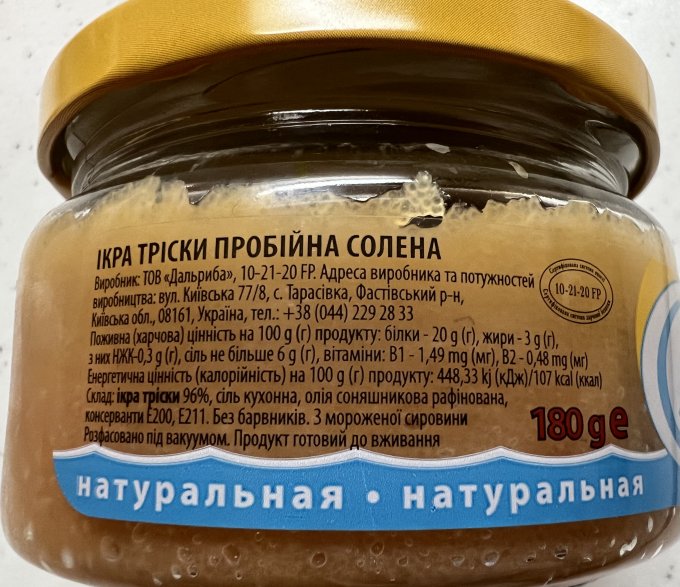 ІКРА ТРІСКИ ПРОБІЙНА СОЛЕНА
Виробник: ТОВ «Дальриба», 10-21-20 FP. Адреса виробника та потужностей
виробництва: вул. Київська 77/8, с. Тарасівка, Фастівський р-н,
Київська обл., 08161, Україна, тел.: +38 (044) 229 28 33
Поживна (харчова) цінність на 100 g (г) продукту: білки - 20 g (г), жири - 3 g (г),
з них НЖК-0,3 g (г), сіль не більше 6 g (г), вітаміни: В1 - 1,49 mg (мг), В2 - 0,48 mg (мг)
Енергетична цінність (калорійність) на 100 g (г) продукту: 448,33 kj (кДж)/107 kcal (ккал)
Склад: ікра тріски 96%, сіль кухонна, олія соняшникова рафінована,
консерванти Е200, Е211. Без барвників. З мороженої сировини
Розфасовано під вакуумом. Продукт готовий до вживання
10-21-20 FP
180 g e
натуральная • натуральная